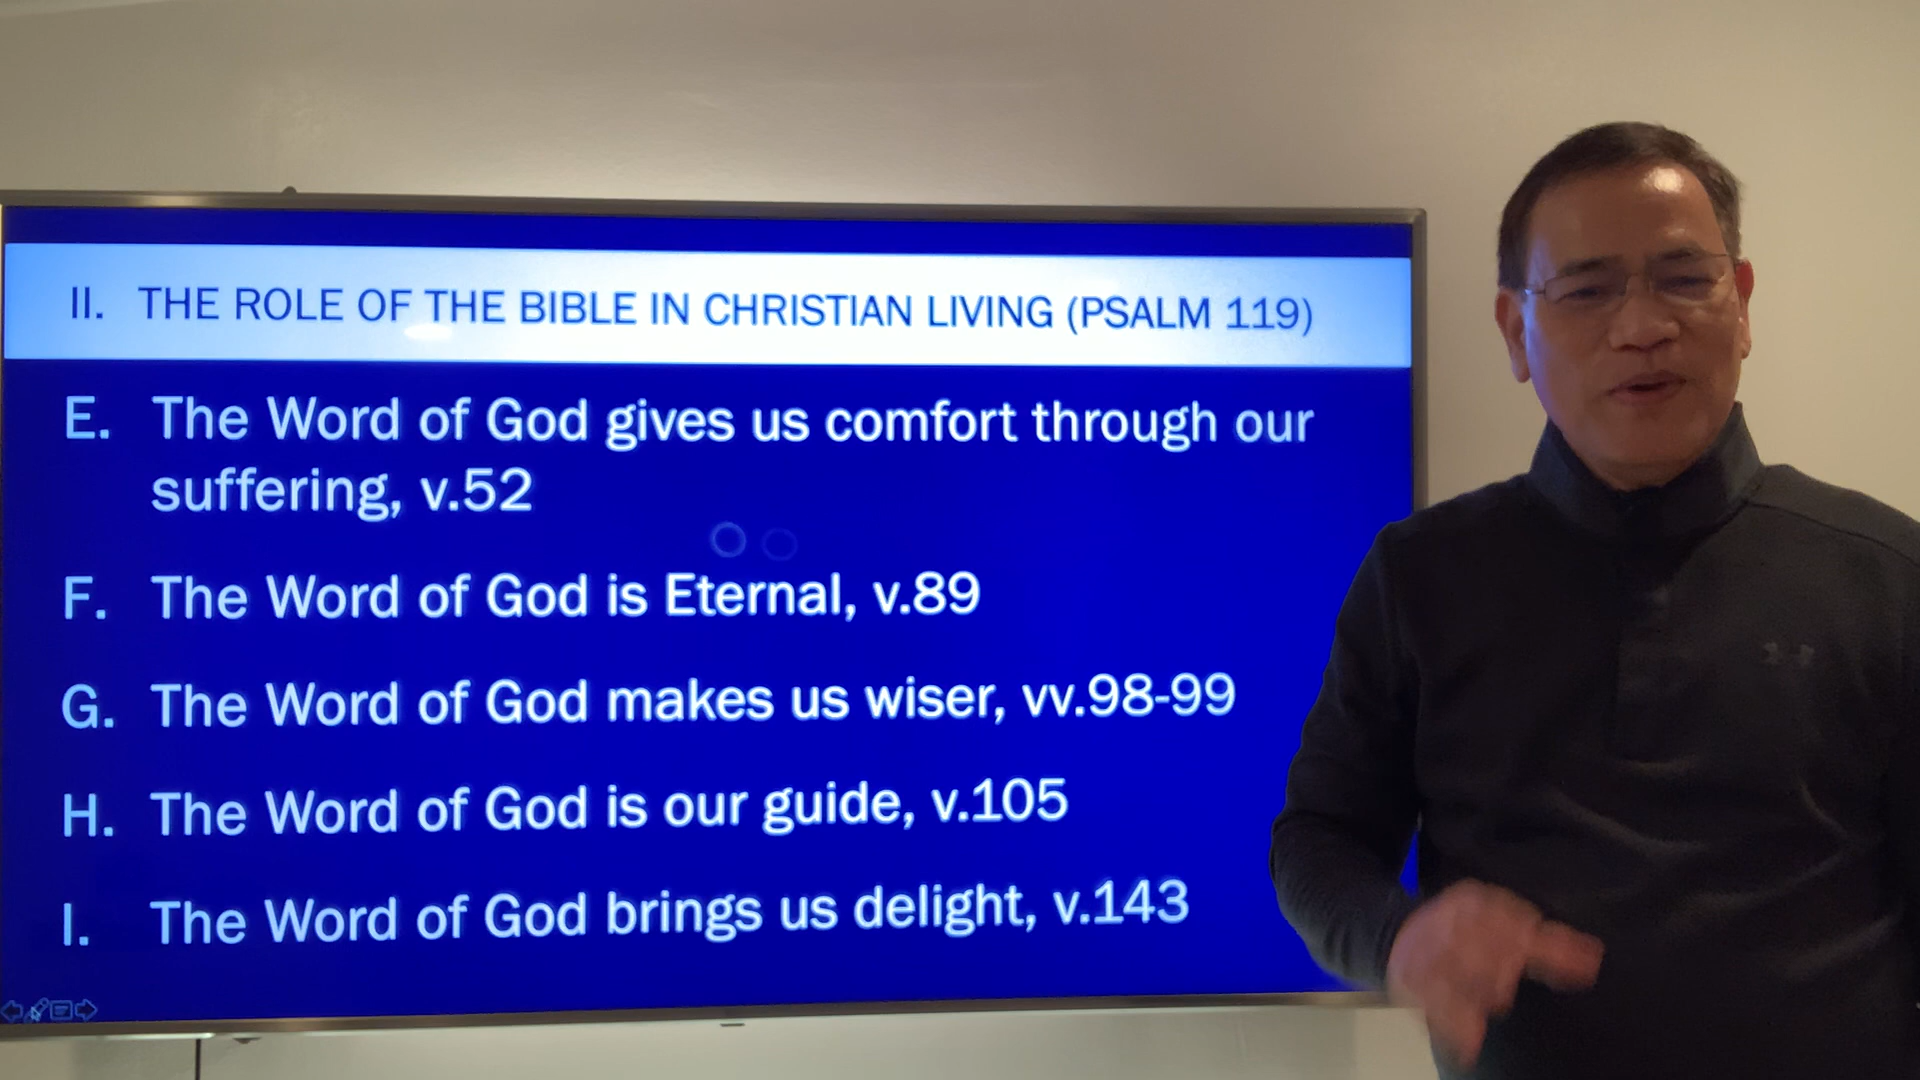 II. THE ROLE OF THE BIBLE IN CHRISTIAN LIVING (PSALM 119)
E. The Word of God gives us comfort through our
suffering, v.52
F. The Word of God is Eternal, v.89
G. The Word of God makes us wiser, vv.98-99
H. The Word of God is our guide, v.105
I. The Word of God brings us delight, v.143